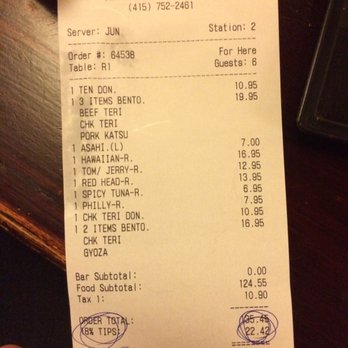 (415) 752-2461
Server: JUN Station: 2
Order #: 64538 For Here
Table: R1 Guests: 6
1 TEN DON. 10.95
1 3 ITEMS BENTO. 19.95
BEEF TERI
CHK TERI
PORK KATSU
1 ASAHI.(L) 7.00
1 HAWAIIAN-R. 16.95
1 TOM/ JERRY-R. 12.95
1 RED HEAD-R. 13.95
1 SPICY TUNA-R. 6.95
1 PHILLY-R. 7.95
1 CHK TERI DON. 10.95
1 2 ITEMS BENTO. 16.95
CHK TERI
GYOZA
Bar Subtotal: 0.00
Food Subtotal: 124.55
Tax 1: 10.90
ORDER TOTAL: 135.45
18% TIPS: 22.42